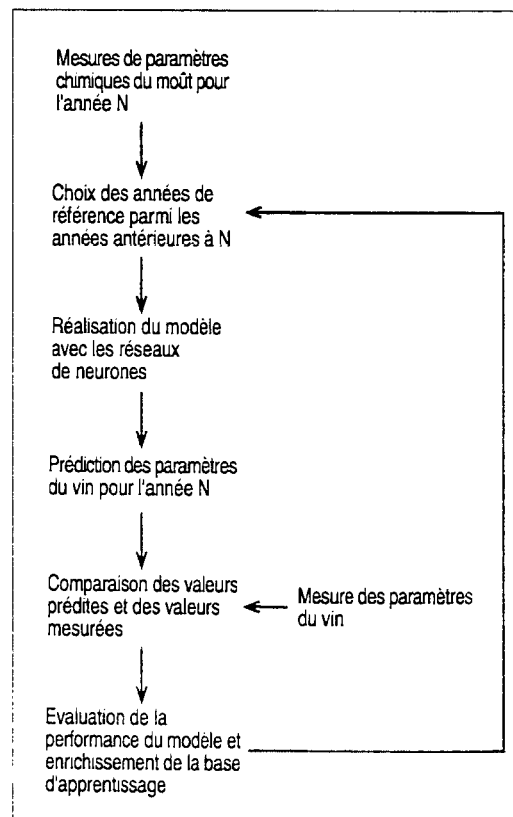 Mesures de paramètres
chimiques du moût pour
l'année N
Choix des années de
référence parmi les
années antérieures à N
Réalisation du modèle
avec les réseaux
de neurones
Prédiction des paramètres
du vin pour l'année N
Comparaison des valeurs
prédites et des valeurs
mesurées
Mesure des paramètres
du vin
Evaluation de la
performance du modèle et
enrichissement de la base
d'apprentissage